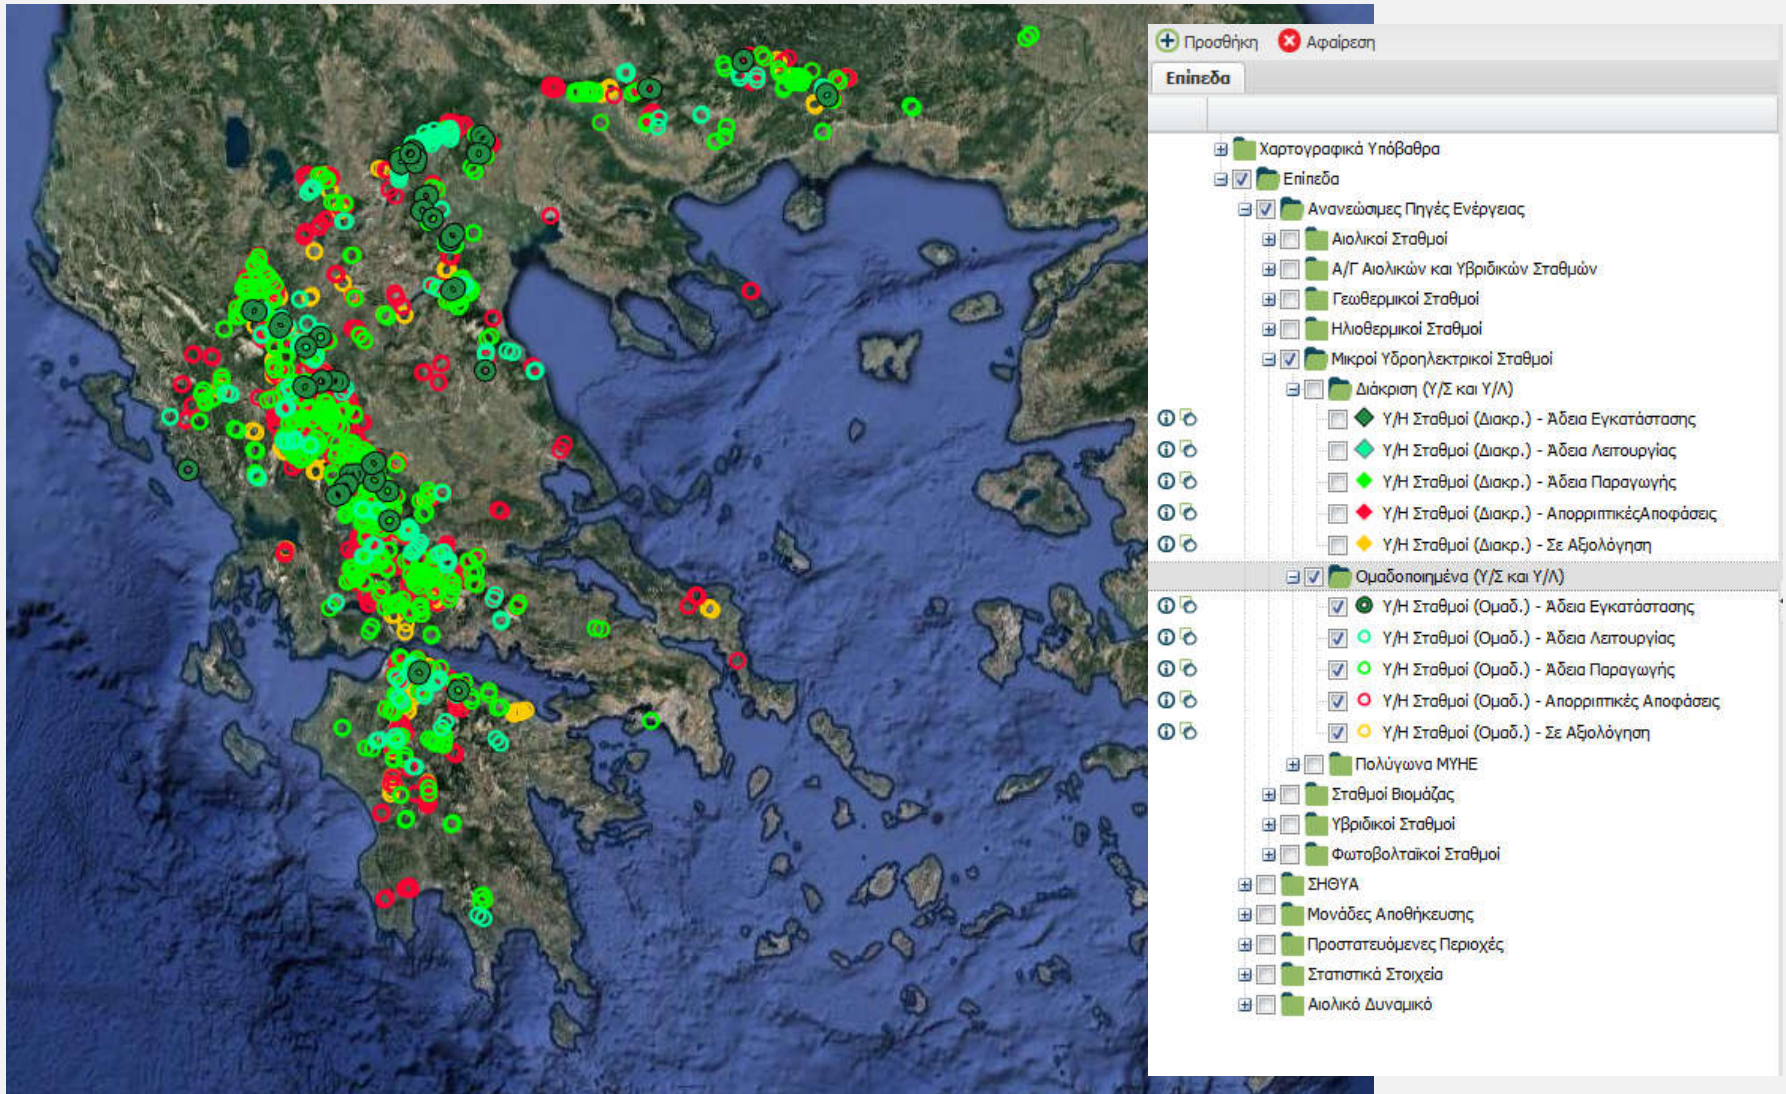 Προσθήκη Αφαίρεση
Επίπεδα
Χαρτογραφικά Υπόβαθρα
Επίπεδα
Ανανεώσιμες Πηγές Ενέργειας
Αιολικοί Σταθμοί
Α/Γ Αιολικών και Υβριδικών Σταθμών
Γεωθερμικοί Σταθμοί
Ηλιοθερμικοί Σταθμοί
Μικροί Υδροηλεκτρικοί Σταθμοί
Διάκριση (Υ/Σ και Υ/Λ)
Υ/Η Σταθμοί (Διακρ.) - Άδεια Εγκατάστασης
Υ/Η Σταθμοί (Διακρ.) - Άδεια Λειτουργίας
Υ/Η Σταθμοί (Διακρ.) - Άδεια Παραγωγής
Υ/Η Σταθμοί (Διακρ.) - ΑπορριπτικέςΑποφάσεις
Υ/Η Σταθμοί (Διακρ.) - Σε Αξιολόγηση
Ομαδοποιημένα (Υ/Σ και Υ/Λ)
Υ/Η Σταθμοί (Ομαδ.) - Άδεια Εγκατάστασης
Υ/Η Σταθμοί (Ομαδ.) - Άδεια Λειτουργίας
Υ/Η Σταθμοί (Ομαδ.) - Άδεια Παραγωγής
Υ/Η Σταθμοί (Ομαδ.) - Απορριπτικές Αποφάσεις
Υ/Η Σταθμοί (Ομαδ.) - Σε Αξιολόγηση
Πολύγωνα ΜΥΗΕ
Σταθμοί Βιομάζας
Υβριδικοί Σταθμοί
Φωτοβολταϊκοί Σταθμοί
ΣΗΘΥΑ
Μονάδες Αποθήκευσης
Προστατευόμενες Περιοχές
Στατιστικά Στοιχεία
Αιολικό Δυναμικό